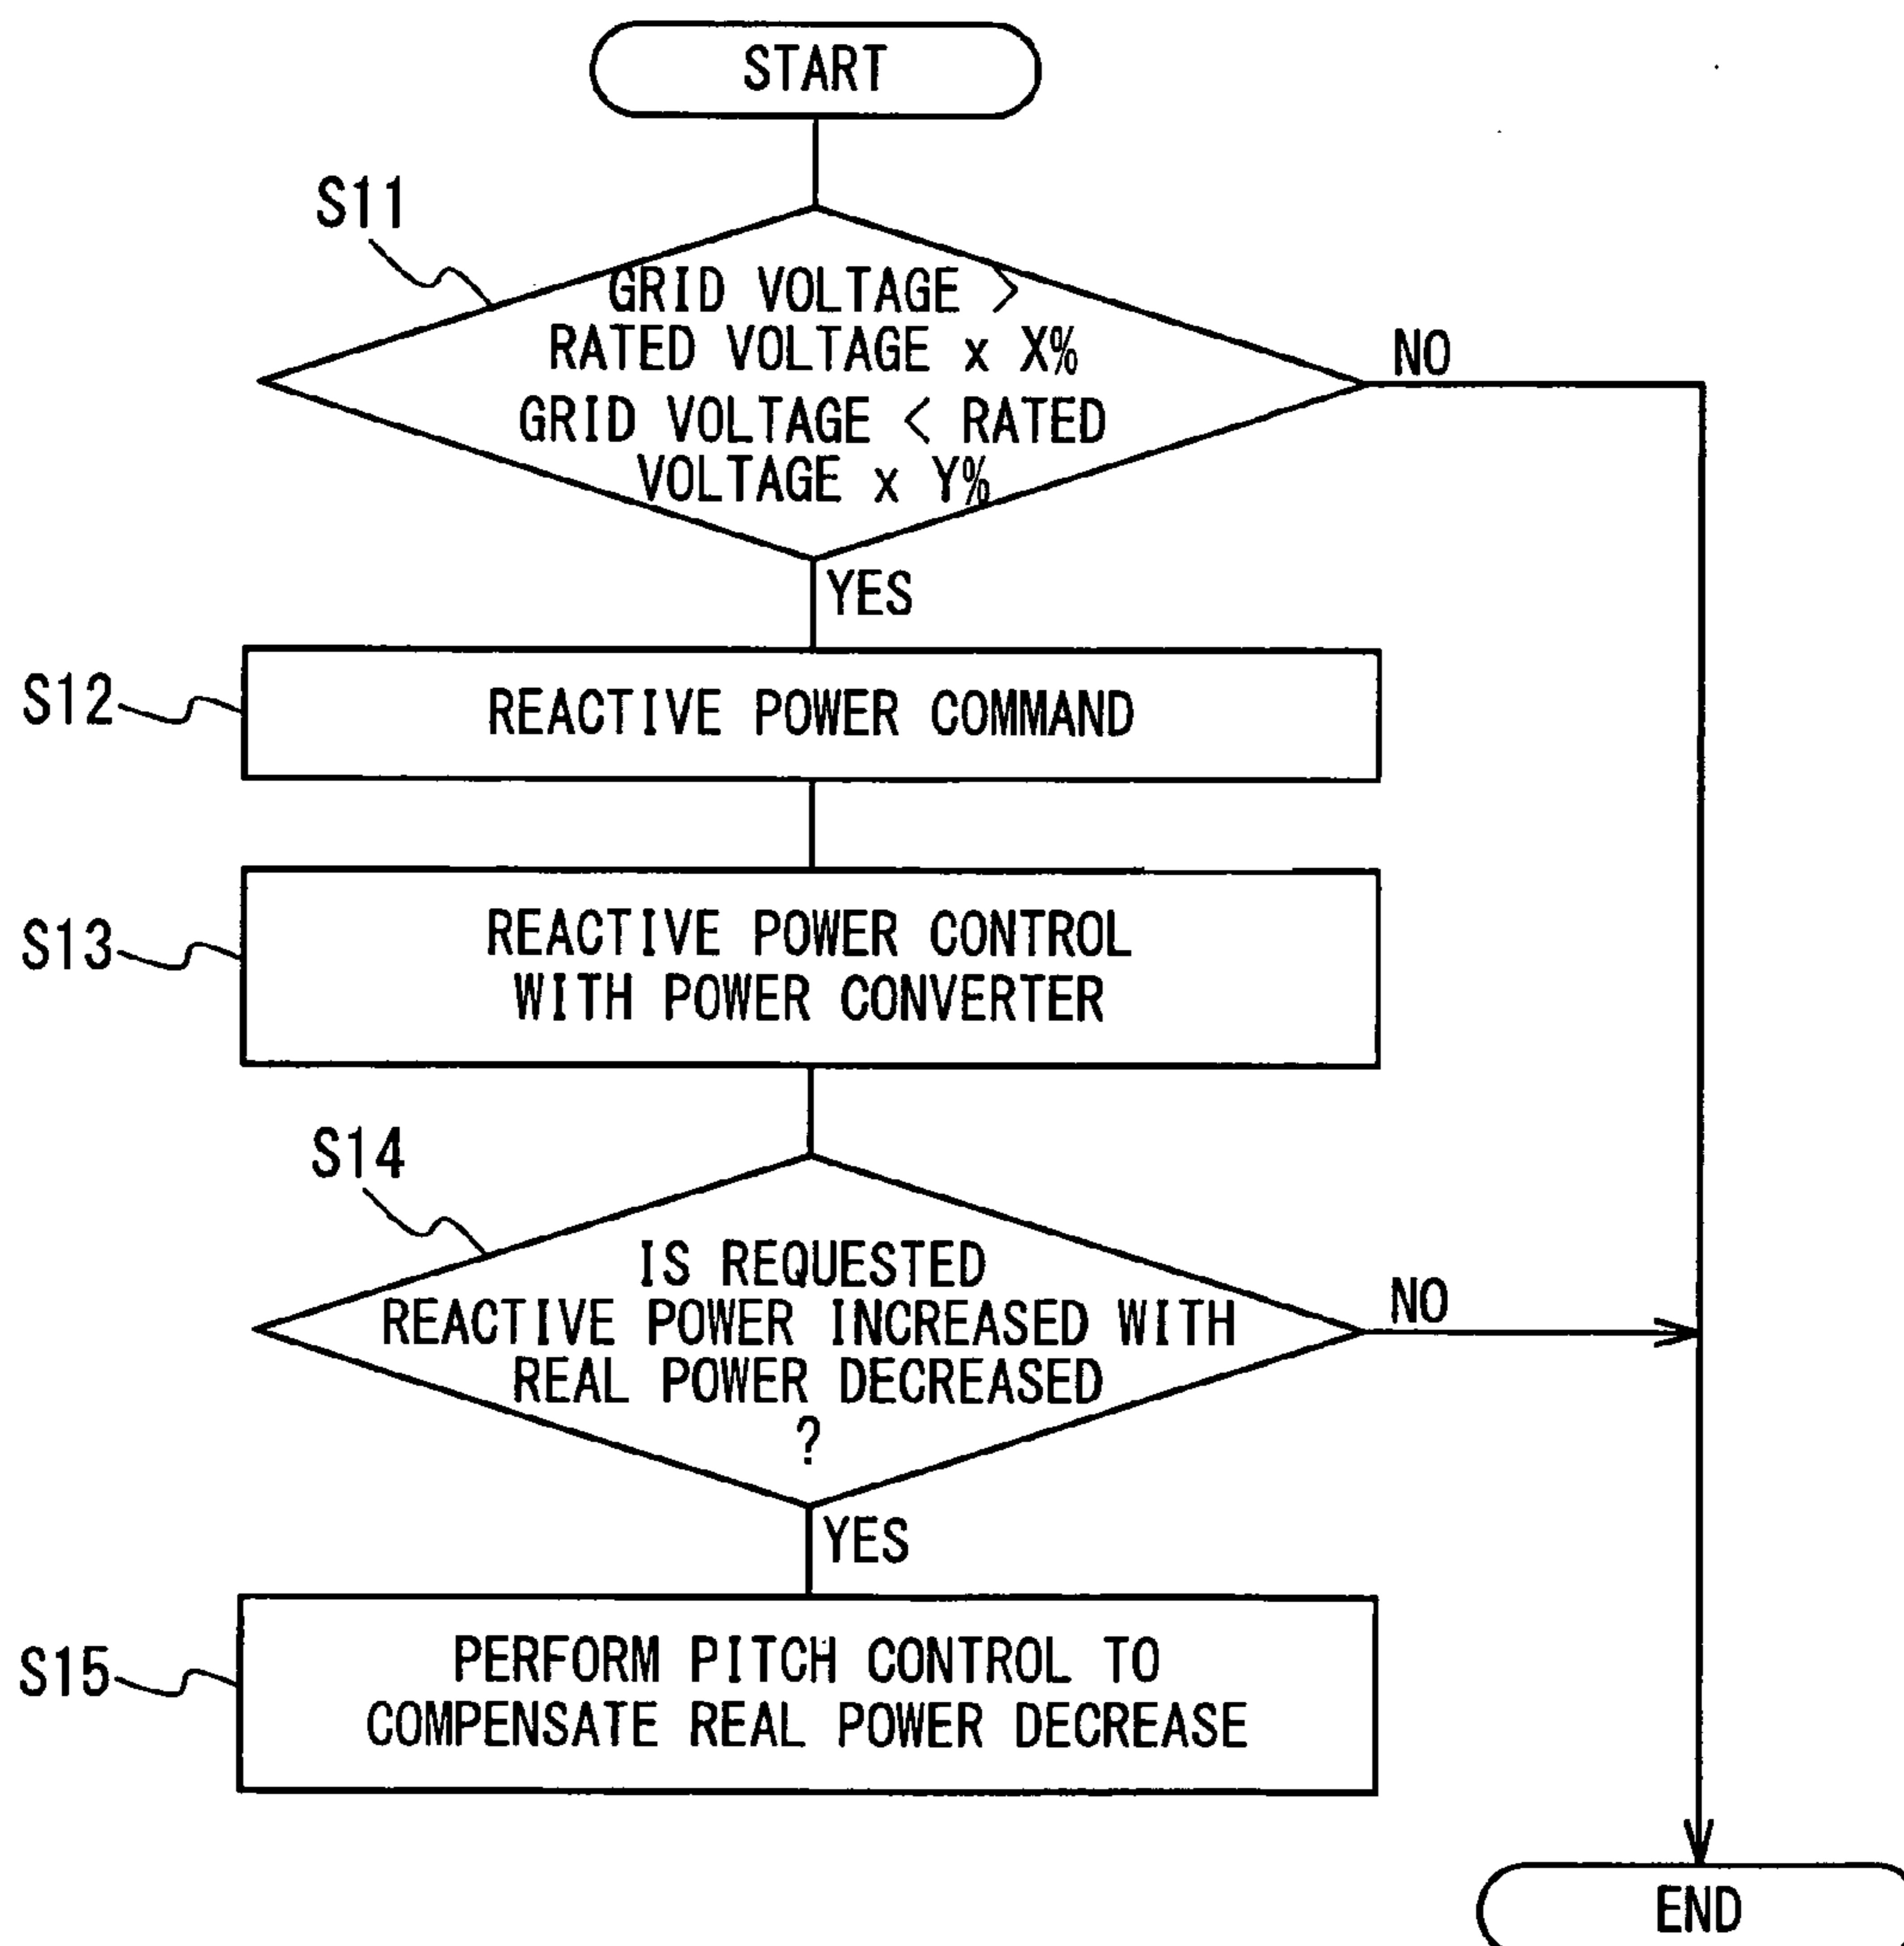 START
S11
GRID VOLTAGE >
RATED VOLTAGE x X%
GRID VOLTAGE < RATED
VOLTAGE x Y%
NO
YES
S12
REACTIVE POWER COMMAND
S13
REACTIVE POWER CONTROL
WITH POWER CONVERTER
S14
IS REQUESTED
REACTIVE POWER INCREASED WITH
REAL POWER DECREASED
?
NO
YES
S15
PERFORM PITCH CONTROL TO
COMPENSATE REAL POWER DECREASE
END